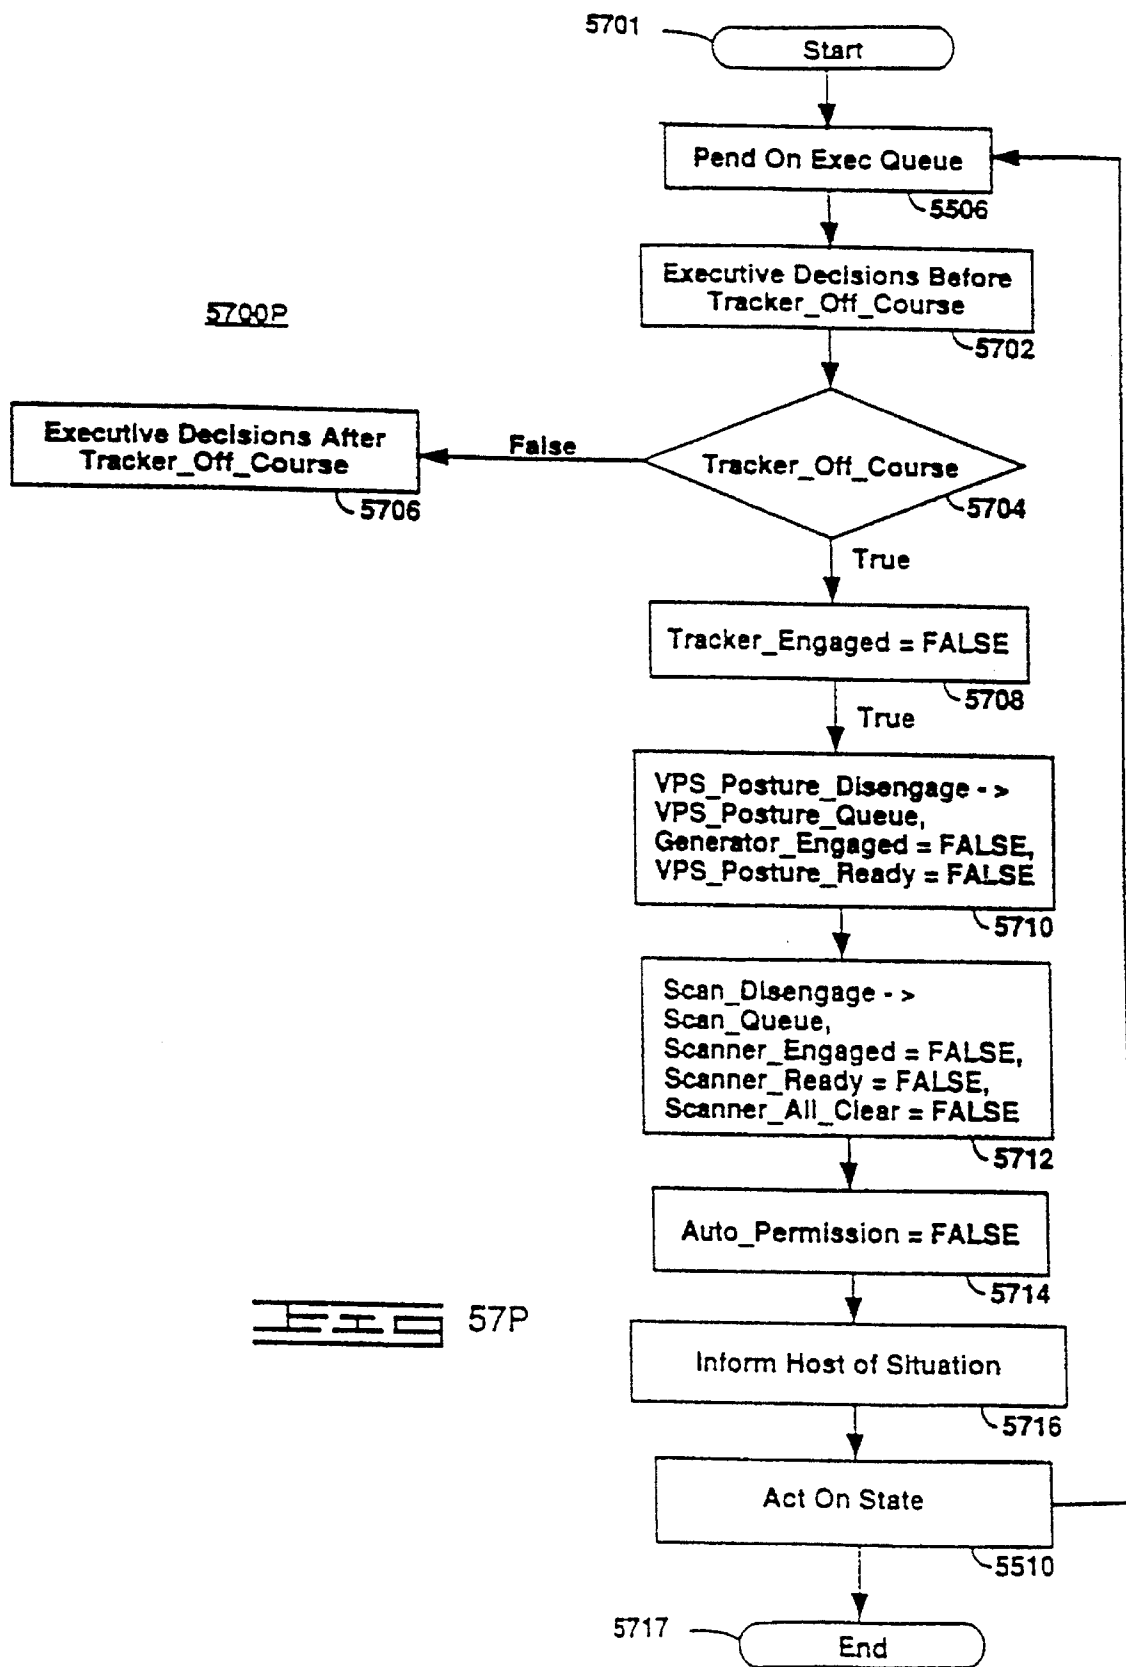 5701
Start
Pend On Exec Queue
5506
Executive Decisions Before
Tracker_Off_Course
5702
5700P
Executive Decisions After
Tracker_Off_Course
5706
False
Tracker_Off_Course
5704
True
Tracker_Engaged = FALSE
5708
True
VPS_Posture_Disengage - >
VPS_Posture_Queue,
Generator_Engaged = FALSE,
VPS_Posture_Ready = FALSE
5710
Scan_Disengage - >
Scan_Queue,
Scanner_Engaged = FALSE,
Scanner_Ready = FALSE,
Scanner_All_Clear = FALSE
5712
Auto_Permission = FALSE
5714
FIG 57P
Inform Host of Situation
5716
Act On State
5510
5717
End